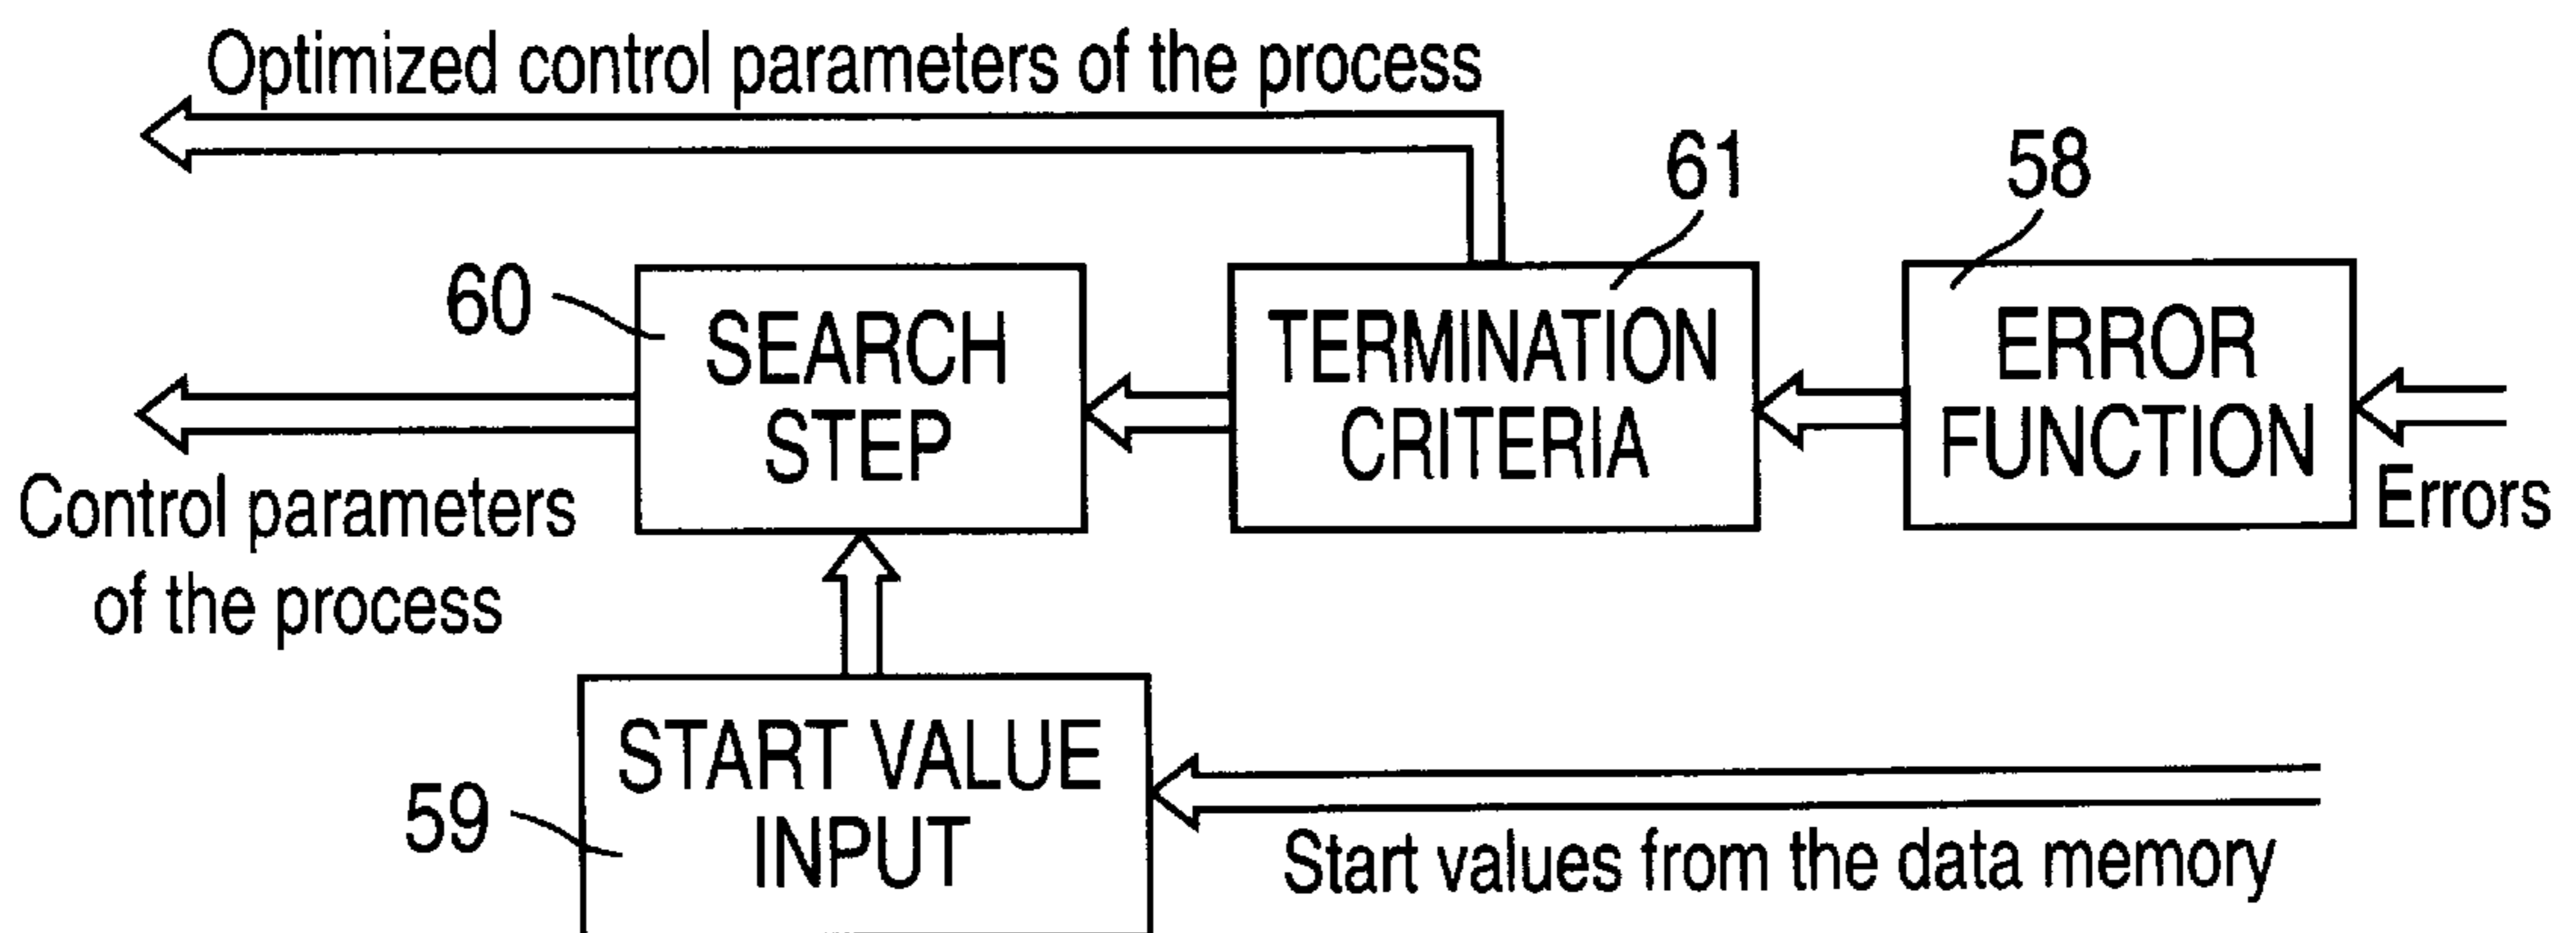 Optimized control parameters of the process
61
58
60
SEARCH
STEP
TERMINATION
CRITERIA
ERROR
FUNCTION
Control parameters
of the process
Errors
START VALUE
INPUT
59
Start values from the data memory